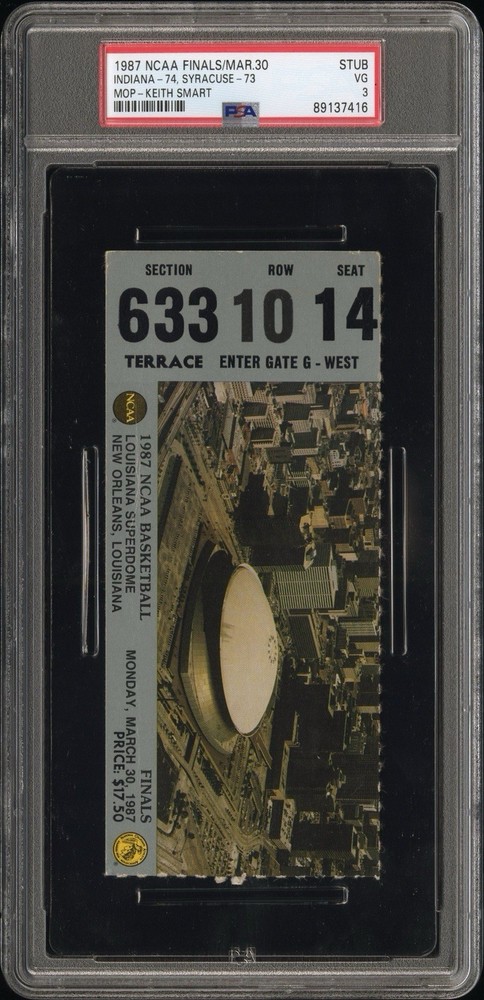 1987 NCAA FINALS/MAR.30 STUB
INDIANA-74, SYRACUSE-73 VG
MOP-KEITH SMART 3
PSA 89137416
SECTION ROW SEAT
633 10 14
TERRACE ENTER GATE G - WEST
NCAA
1987 NCAA BASKETBALL FINALS
LOUISIANA SUPERDOME MONDAY, MARCH 30, 1987
NEW ORLEANS, LOUISIANA PRICE: $17.50